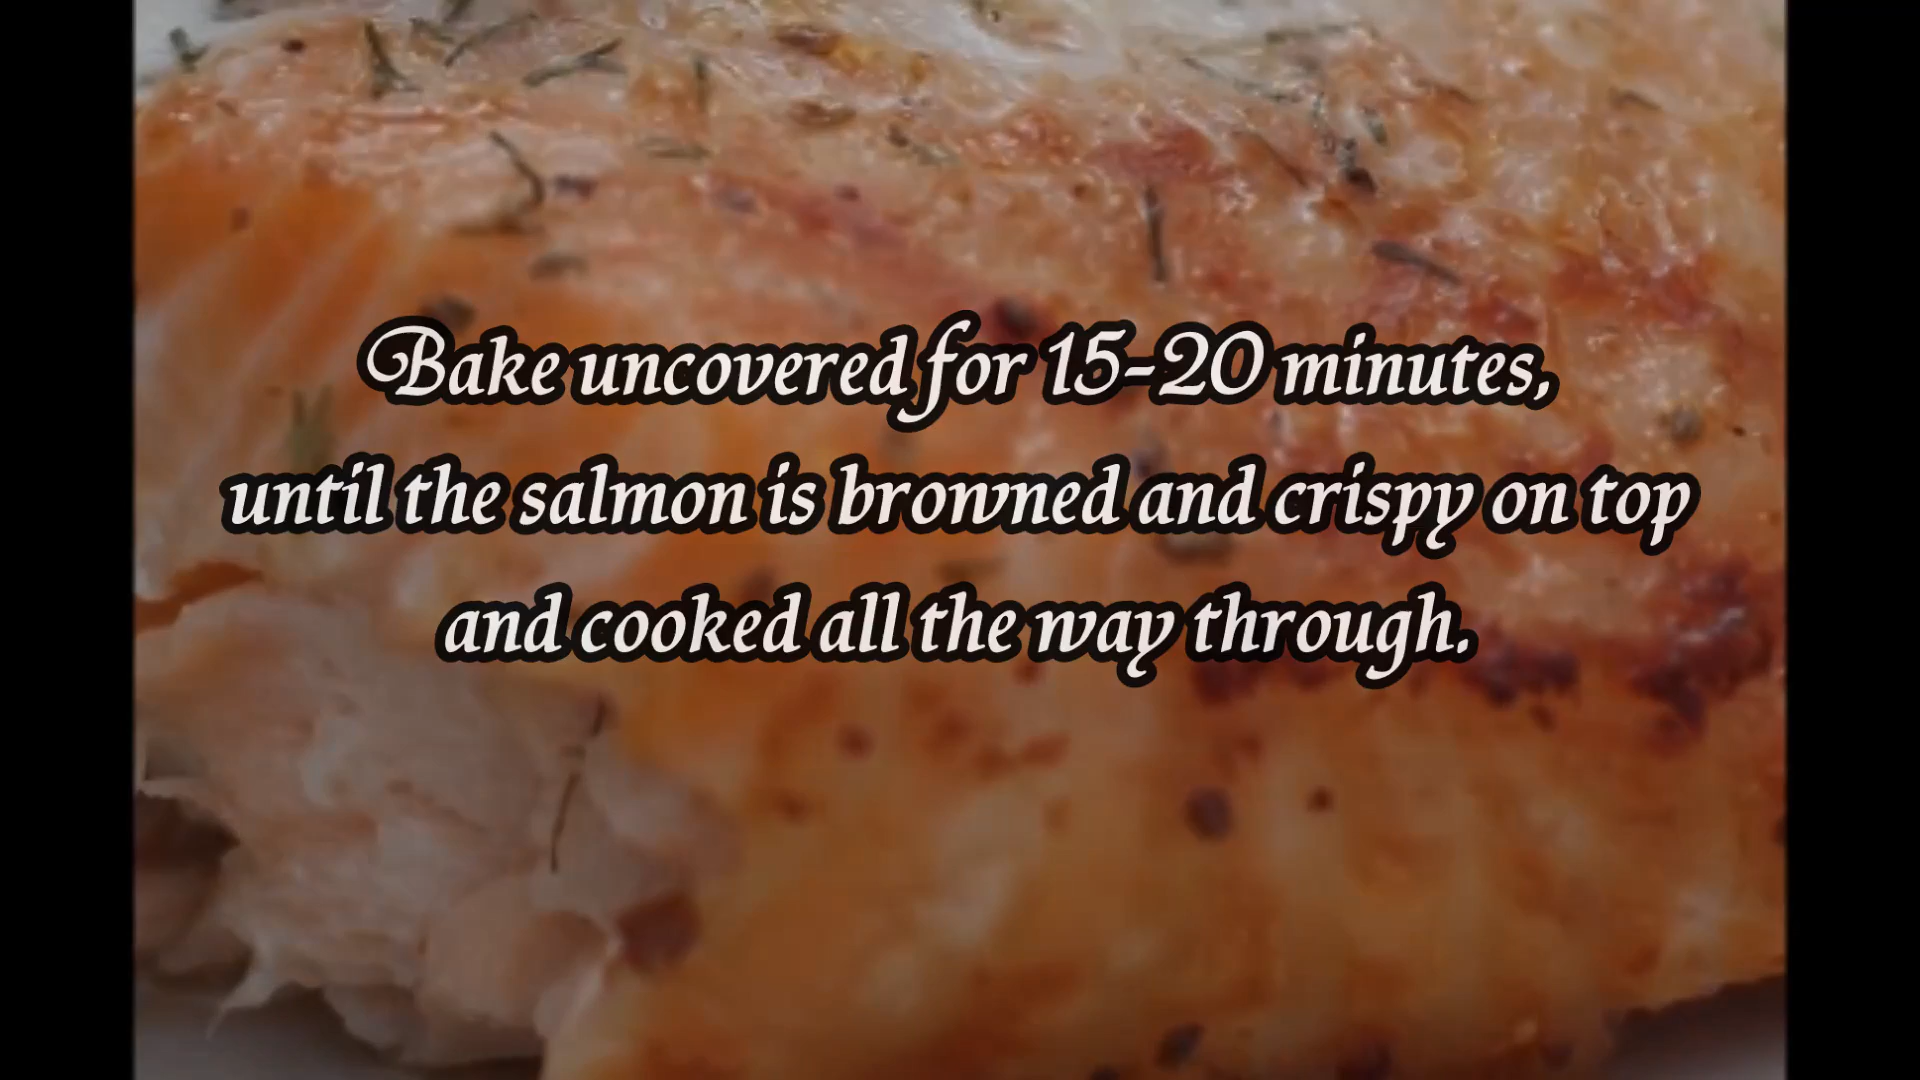 Bake uncovered for 15-20 minutes,
until the salmon is browned and crispy on top
and cooked all the way through.